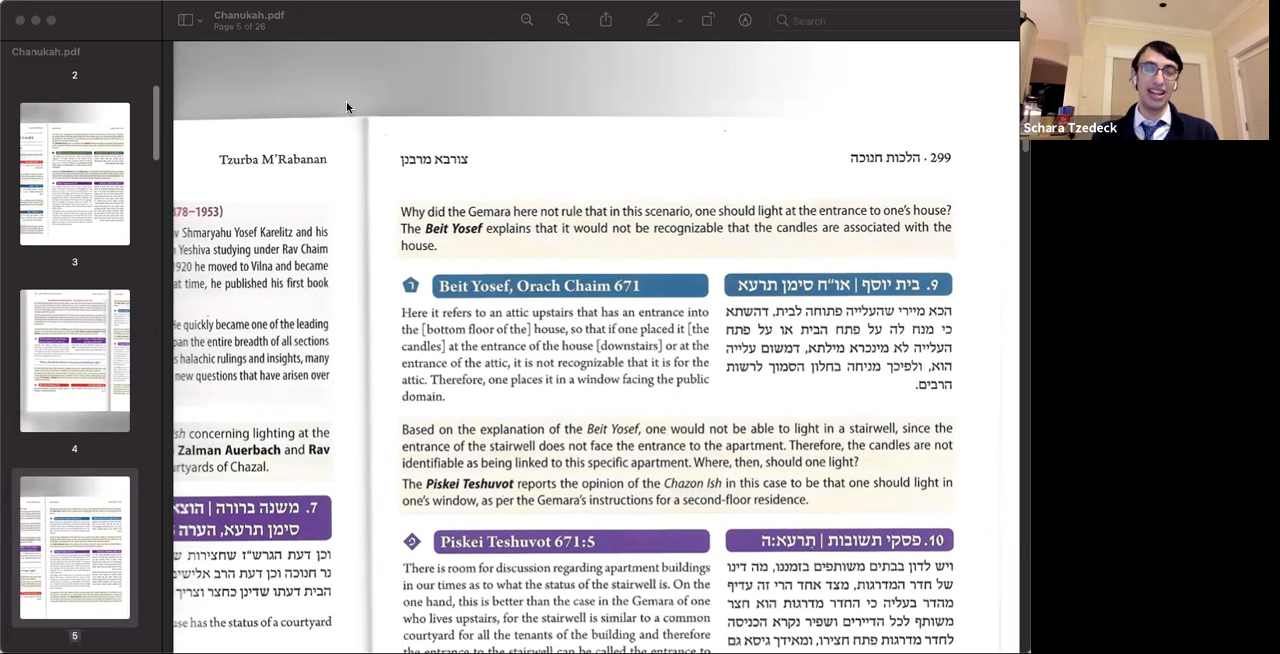 Chanukah.pdf
Page 5 of 26
Search
Chanukah.pdf
2
3
4
5
Schara Tzedeck
Tzurba M'Rabanan
878–1953)
Shmaryahu Yosef Karelitz and his
Yeshiva studying under Rav Chaim
1920 he moved to Vilna and became
at time, he published his first book
He quickly became one of the leading
the entire breadth of all sections
halachic rulings and insights, many
new questions that have arisen over
concerning lighting at the
Zalman Auerbach and Rav
of Chazal.
7. משנה ברורה | הוצא
סימן תרעא, הערה
וכן דעת הגרש"ז שחצירות
נר חנוכה וכן דעת הרב אלישי
הבית דעתו שדינן כחצר וצריך
has the status of a courtyard
צורבא מרבנן
הלכות חנוכה · 299
Why did the Gemara here not rule that in this scenario, one should light at the entrance to one's house?
The Beit Yosef explains that it would not be recognizable that the candles are associated with the
house.
Beit Yosef, Orach Chaim 671
Here it refers to an attic upstairs that has an entrance into
the [bottom floor of the] house, so that if one placed it [the
candles] at the entrance of the house [downstairs] or at the
entrance of the attic, it is not recognizable that it is for the
attic. Therefore, one places it in a window facing the public
domain.
9. בית יוסף | או"ח סימן תרעא
הכא מיירי שהעלייה פתוחה לבית, דהשתא
כי מנח לה על פתח הבית או על פתח
העלייה לא מינכרא מילתא, דמשום עלייה
הוא, ולפיכך מניחה בחלון הסמוך לרשות
הרבים.
Based on the explanation of the Beit Yosef, one would not be able to light in a stairwell, since the
entrance of the stairwell does not face the entrance to the apartment. Therefore, the candles are not
identifiable as being linked to this specific apartment. Where, then, should one light?
The Piskei Teshuvot reports the opinion of the Chazon Ish in this case to be that one should light in
one's window, as per the Gemara's instructions for a second-floor residence.
Piskei Teshuvot 671:5
There is room for discussion regarding apartment buildings
in our times: what the status of the stairwell is. On the
one hand, this is better than the case in the Gemara of one
who lives upstairs, for the stairwell is similar to a common
courtyard for all the tenants of the building and therefore
the entrance to the stairwell can be called the entrance to
10. פסקי תשובות | תרעא:ה
ויש לדון בבתים משותפים בזמננו, מה דינו
של חדר המדרגות, מצד אחד הרי זה עדיף
מהדר בעלייה כי החדר מדרגות הוא חצר
משותף לכל הדיירים ושפיר נקרא הכניסה
לחדר מדרגות פתח חצירו, ומאידך גיסא גם